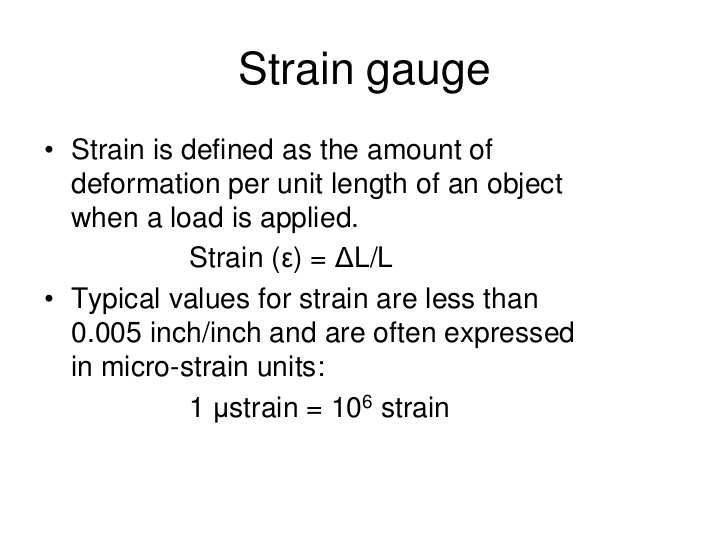 Strain gauge
• Strain is defined as the amount of
deformation per unit length of an object
when a load is applied.
Strain (ε) = ΔL/L
• Typical values for strain are less than
0.005 inch/inch and are often expressed
in micro-strain units:
1 µstrain = 10⁶ strain